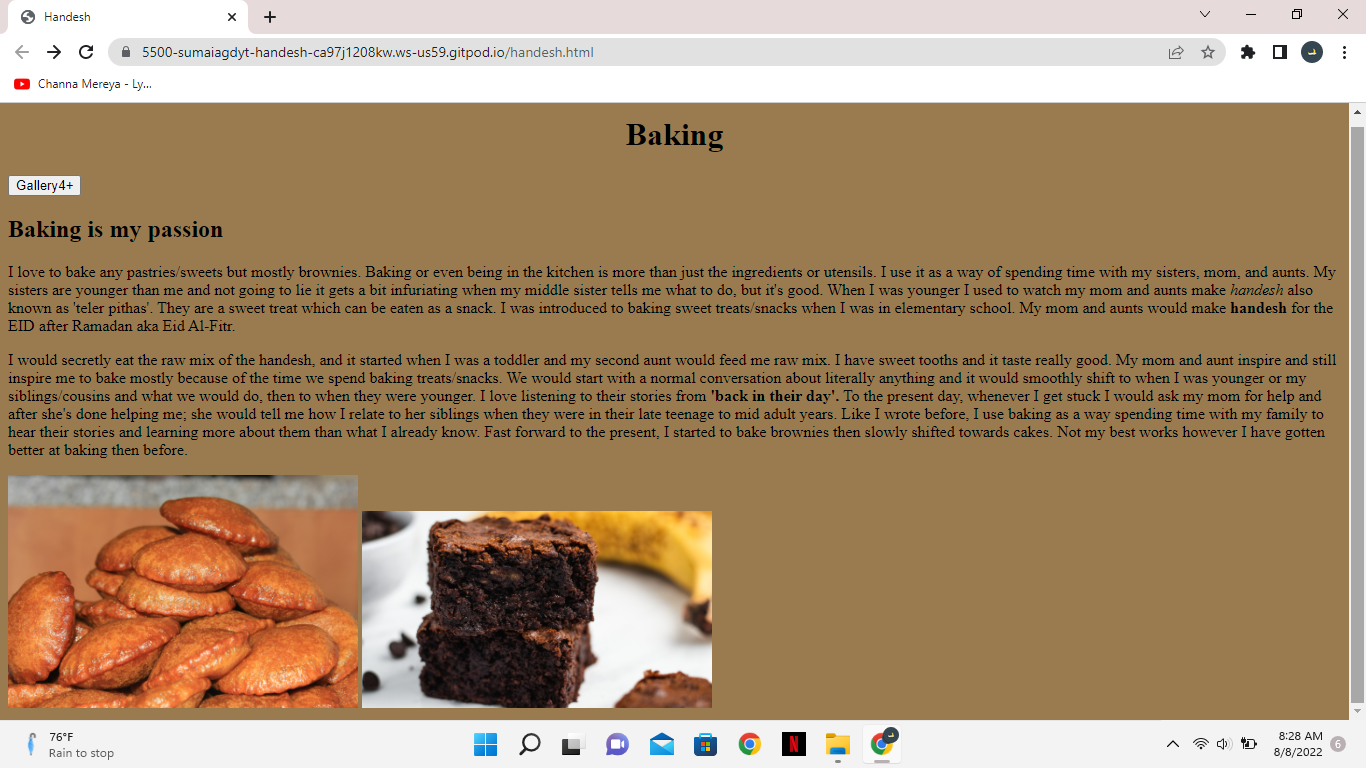 Handesh
5500-sumaiagdyt-handesh-ca97j1208kw.ws-us59.gitpod.io/handesh.html
Channa Mereya - Ly...
Baking
Gallery4+
Baking is my passion
I love to bake any pastries/sweets but mostly brownies. Baking or even being in the kitchen is more than just the ingredients or utensils. I use it as a way of spending time with my sisters, mom, and aunts. My
sisters are younger than me and not going to lie it gets a bit infuriating when my middle sister tells me what to do, but it's good. When I was younger I used to watch my mom and aunts make handesh also
known as 'teler pithas'. They are a sweet treat which can be eaten as a snack. I was introduced to baking sweet treats/snacks when I was in elementary school. My mom and aunts would make handesh for the
EID after Ramadan aka Eid Al-Fitr.
I would secretly eat the raw mix of the handesh, and it started when I was a toddler and my second aunt would feed me raw mix. I have sweet tooths and it taste really good. My mom and aunt inspire and still
inspire me to bake mostly because of the time we spend baking treats/snacks. We would start with a normal conversation about literally anything and it would smoothly shift to when I was younger or my
siblings/cousins and what we would do, then to when they were younger. I love listening to their stories from 'back in their day'. To the present day, whenever I get stuck I would ask my mom for help and
after she's done helping me; she would tell me how I relate to her siblings when they were in their late teenage to mid adult years. Like I wrote before, I use baking as a way spending time with my family to
hear their stories and learning more about them than what I already know. Fast forward to the present, I started to bake brownies then slowly shifted towards cakes. Not my best works however I have gotten
better at baking then before.
76°F
Rain to stop
8:28 AM
8/8/2022
6